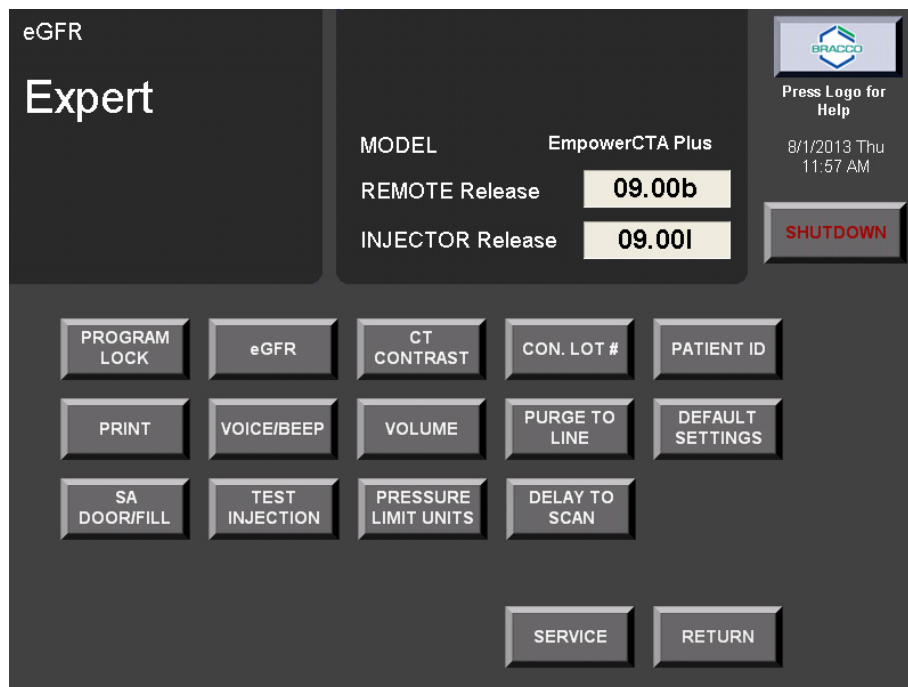 eGFR
Expert
MODEL EmpowerCTA Plus
REMOTE Release 09.00b
INJECTOR Release 09.00l
BRACCO
Press Logo for
Help
8/1/2013 Thu
11:57 AM
SHUTDOWN
PROGRAM
LOCK
eGFR
CT
CONTRAST
CON. LOT #
PATIENT ID
PRINT
VOICE/BEEP
VOLUME
PURGE TO
LINE
DEFAULT
SETTINGS
SA
DOOR/FILL
TEST
INJECTION
PRESSURE
LIMIT UNITS
DELAY TO
SCAN
SERVICE
RETURN